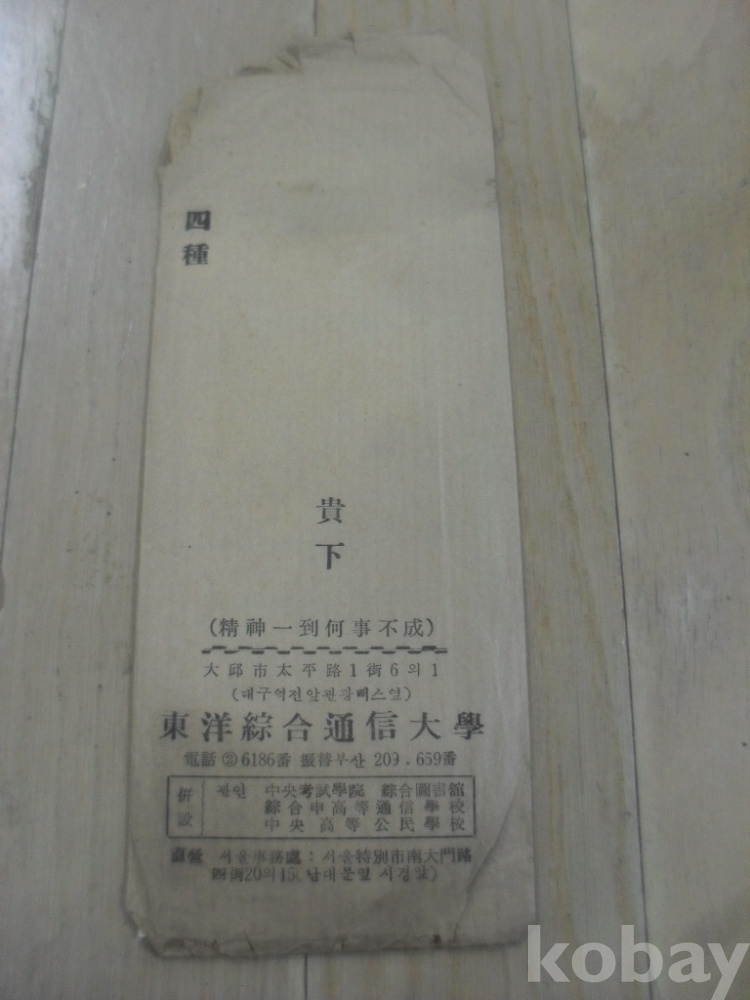 四種
貴下
(精神一到何事不成)
大邱市太平路1街6의1
(대구역전앞관광뻐스옆)
東洋綜合通信大學
電話②6186番 振替부산 209.659番
併設
관인 中央考試學院 綜合圖書館
綜合中高等通信學校
中央高等公民學校
直營 서울事務處:서울特別市南大門路
四街20의15(남대문옆 시경앞)
kobay